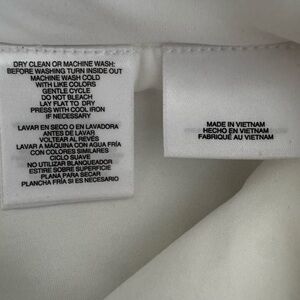 DRY CLEAN OR MACHINE WASH:
BEFORE WASHING TURN INSIDE OUT
MACHINE WASH COLD
WITH LIKE COLORS
GENTLE CYCLE
DO NOT BLEACH
LAY FLAT TO DRY
PRESS WITH COOL IRON
IF NECESSARY
LAVAR EN SECO O EN LAVADORA
ANTES DE LAVAR
VOLTEAR AL REVES
LAVAR A MÁQUINA CON AGUA FRÍA
CON COLORES SIMILARES
CICLO SUAVE
NO UTILIZAR BLANQUEADOR
ESTIRE SOBRE SUPERFICIE
PLANA PARA SECAR
PLANCHA FRÍA SI ES NECESARIO
MADE IN VIETNAM
HECHO EN VIETNAM
FABRIQUÉ AU VIETNAM